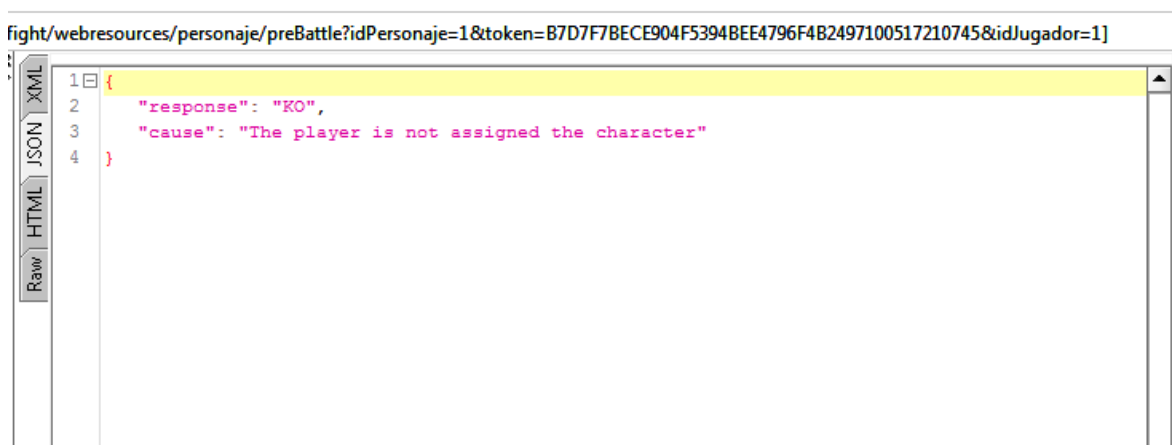 fight/webresources/personaje/preBattle?idPersonaje=1&token=B7D7F7BECE904F5394BEE4796F4B2497100517210745&idJugador=1]
XML
JSON
HTML
Raw
1 {
2 "response": "KO",
3 "cause": "The player is not assigned the character"
4 }